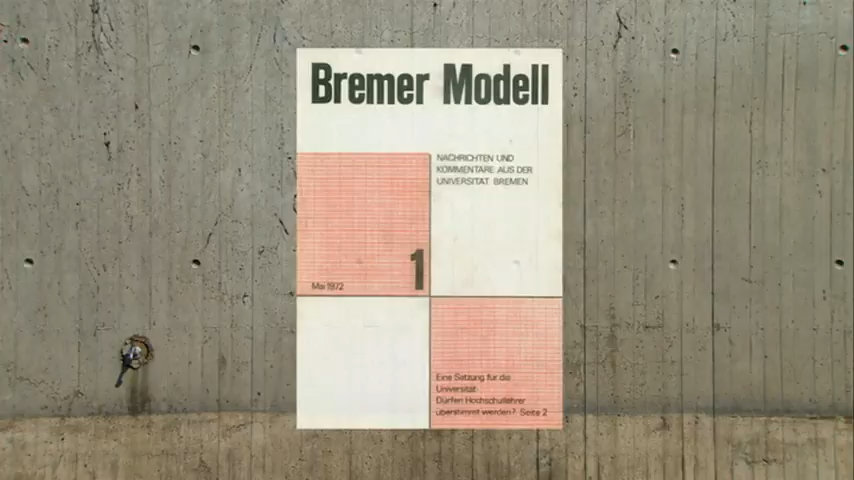 Bremer Modell
NACHRICHTEN UND
KOMMENTARE AUS DER
UNIVERSITÄT BREMEN
1
Mai 1972
Eine Satzung für die
Universität
Dürfen Hochschullehrer
überstimmt werden? Seite 2